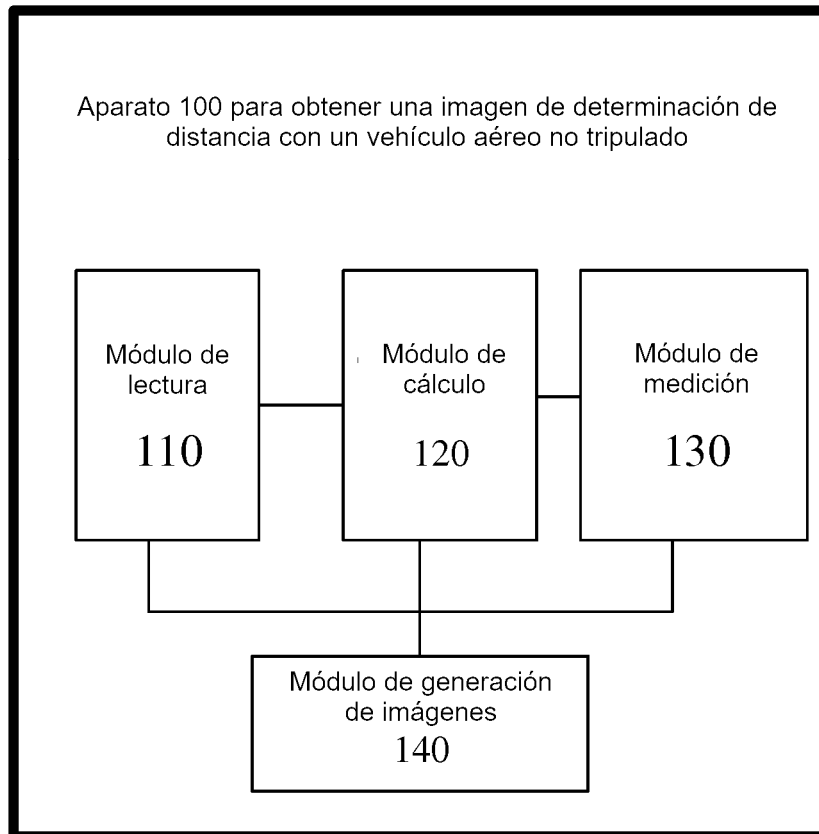 Aparato 100 para obtener una imagen de determinación de
distancia con un vehículo aéreo no tripulado
Módulo de
lectura
110
Módulo de
cálculo
120
Módulo de
medición
130
Módulo de generación
de imágenes
140